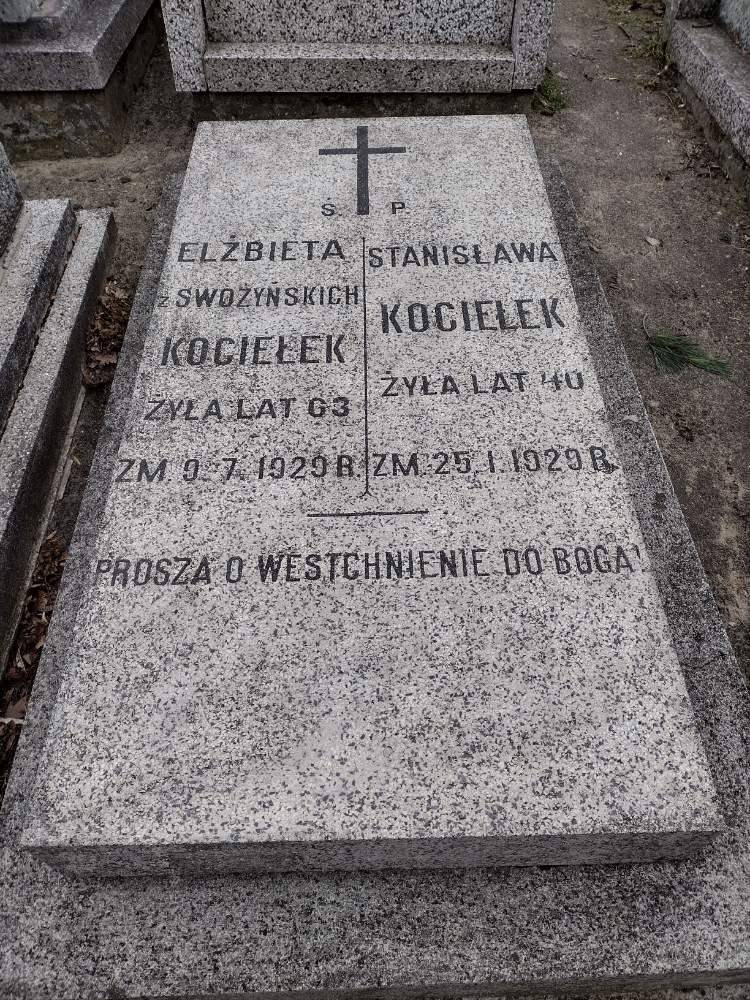 Ś. P.
ELŻBIETA
z SWOŻYŃSKICH
KOCIEŁEK
ŻYŁA LAT 63
ZM 9. 7. 1929 R.
STANISŁAWA
KOCIEŁEK
ŻYŁA LAT 40
ZM. 25. I. 1929 R.
PROSZĄ O WESTCHNIENIE DO BOGA